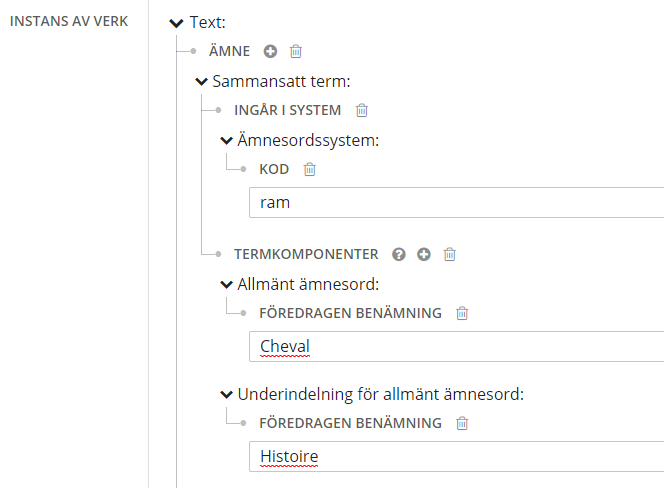 INSTANS AV VERK
Text:
ÄMNE
Sammansatt term:
INGÅR I SYSTEM
Ämnesordssystem:
KOD
ram
TERMKOMPONENTER ?
Allmänt ämnesord:
FÖREDRAGEN BENÄMNING
Cheval
Underindelning för allmänt ämnesord:
FÖREDRAGEN BENÄMNING
Histoire